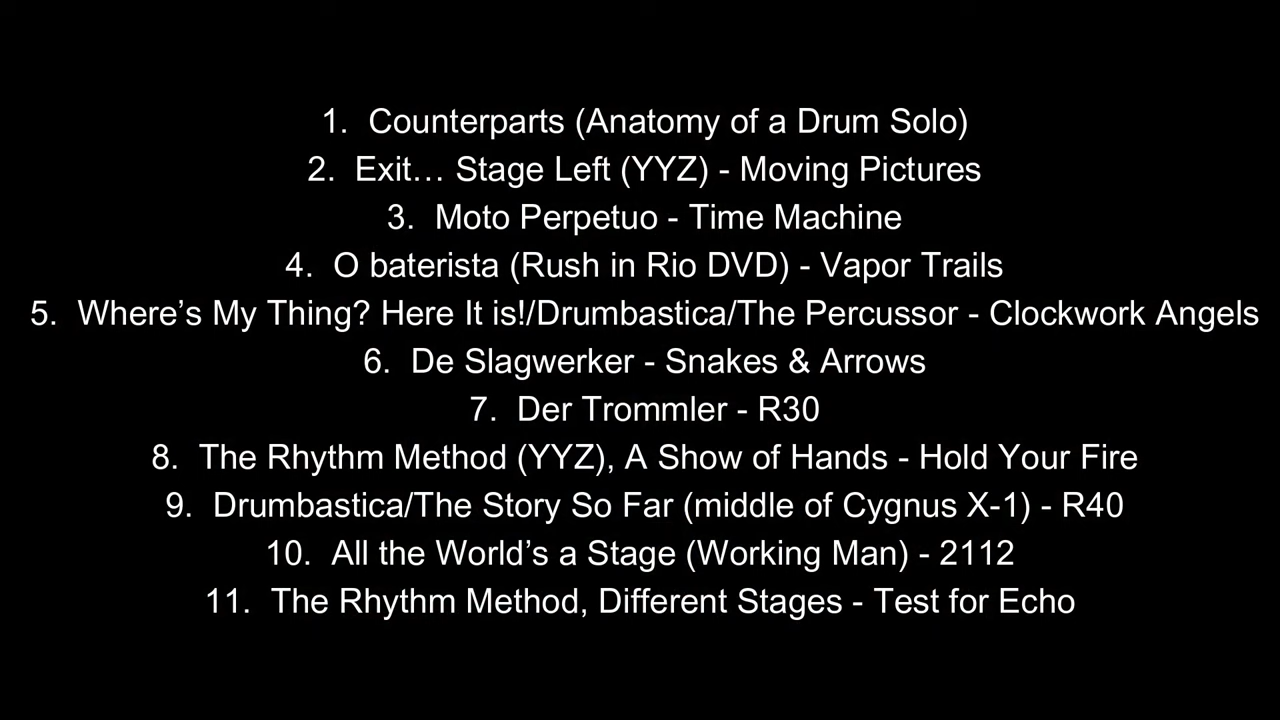 1. Counterparts (Anatomy of a Drum Solo)
2. Exit… Stage Left (YYZ) - Moving Pictures
3. Moto Perpetuo - Time Machine
4. O baterista (Rush in Rio DVD) - Vapor Trails
5. Where’s My Thing? Here It is!/Drumbastica/The Percussor - Clockwork Angels
6. De Slagwerker - Snakes & Arrows
7. Der Trommler - R30
8. The Rhythm Method (YYZ), A Show of Hands - Hold Your Fire
9. Drumbastica/The Story So Far (middle of Cygnus X-1) - R40
10. All the World’s a Stage (Working Man) - 2112
11. The Rhythm Method, Different Stages - Test for Echo